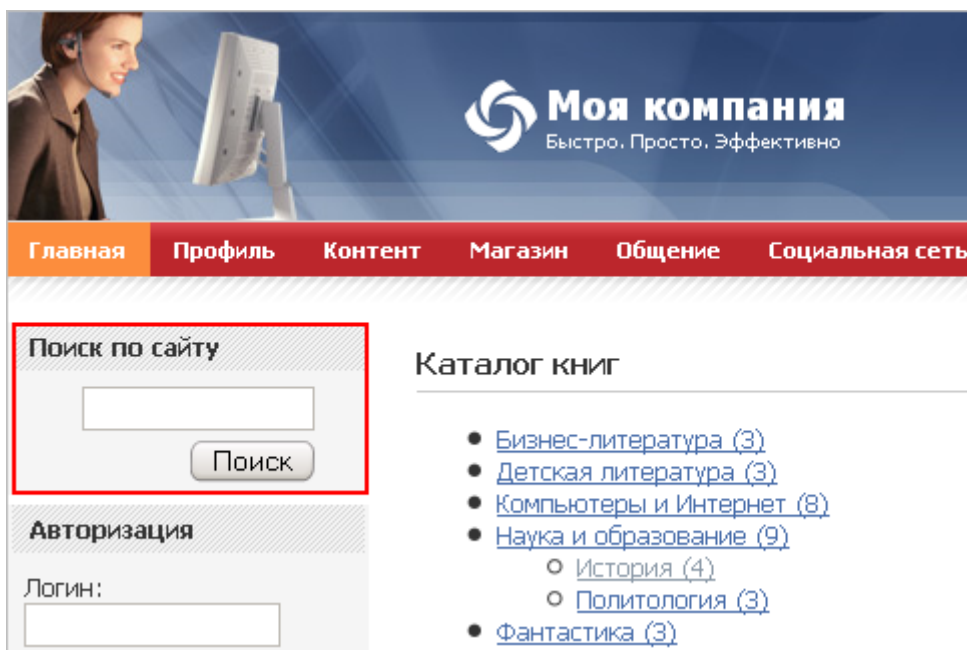 Моя компания
Быстро. Просто. Эффективно
Главная Профиль Контент Магазин Общение Социальная сеть
Поиск по сайту
Поиск
Авторизация
Логин:
Каталог книг
Бизнес-литература (3)
Детская литература (3)
Компьютеры и Интернет (8)
Наука и образование (9)
История (4)
Политология (3)
Фантастика (3)